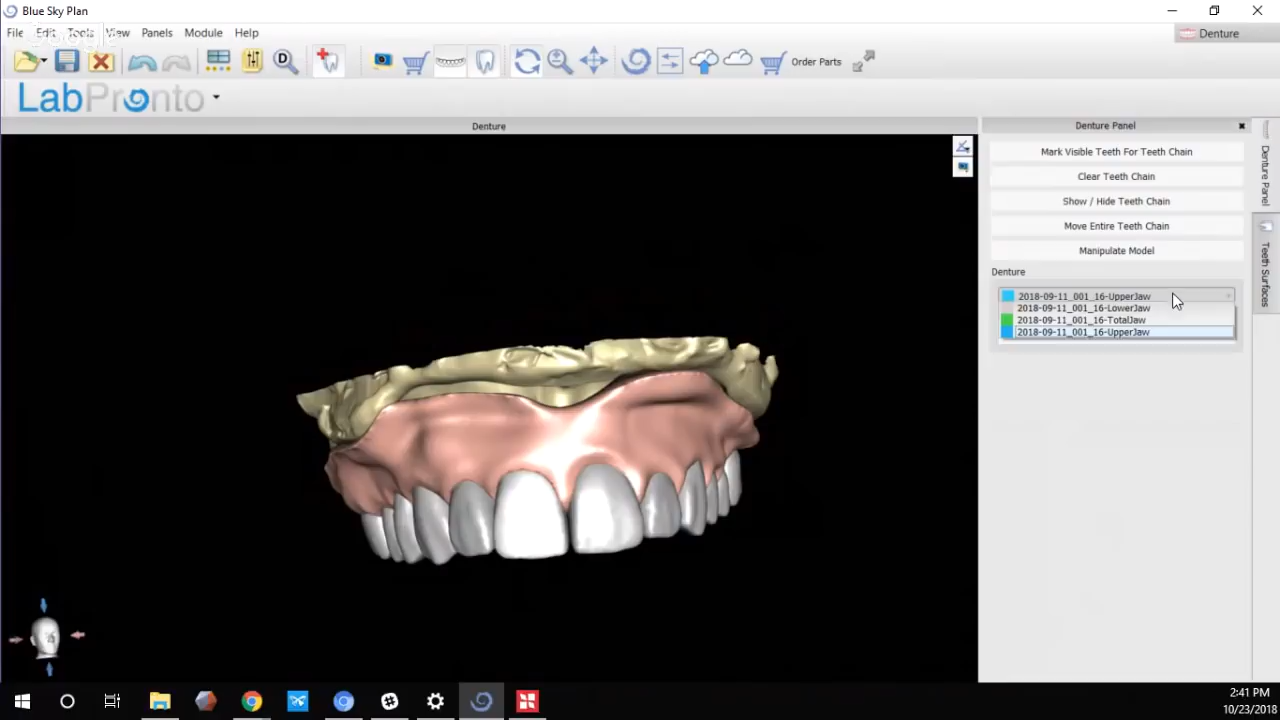 Blue Sky Plan
File Edit Tools View Panels Module Help
Google
Denture
D
Order Parts
LabPronto
Denture
Denture Panel
Mark Visible Teeth For Teeth Chain
Clear Teeth Chain
Show / Hide Teeth Chain
Move Entire Teeth Chain
Manipulate Model
Denture
2018-09-11_001_16-UpperJaw
2018-09-11_001_16-LowerJaw
2018-09-11_001_16-TotalJaw
2018-09-11_001_16-UpperJaw
Denture Panel
Teeth Surfaces
2:41 PM
10/23/2018